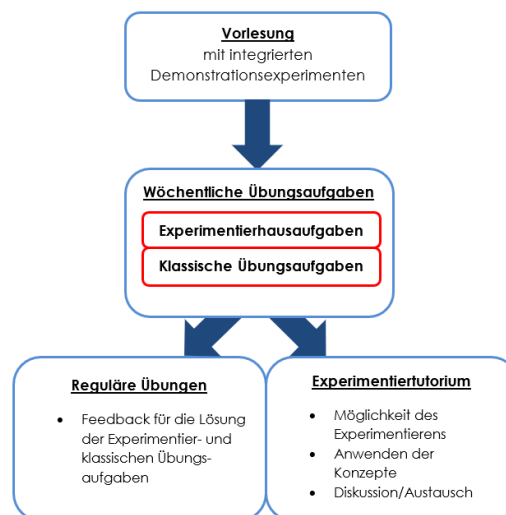 Vorlesung
mit integrierten
Demonstrationsexperimenten
Wöchentliche Übungsaufgaben
Experimentierhausaufgaben
Klassische Übungsaufgaben
Reguläre Übungen
• Feedback für die Lösung
der Experimentier- und
klassischen Übungs-
aufgaben
Experimentiertutorium
• Möglichkeit des
Experimentierens
• Anwenden der
Konzepte
• Diskussion/Austausch